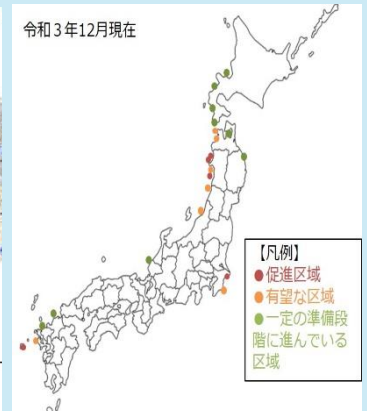 令和３年12月現在
【凡例】
●促進区域
●有望な区域
●一定の準備段
階に進んでいる
区域